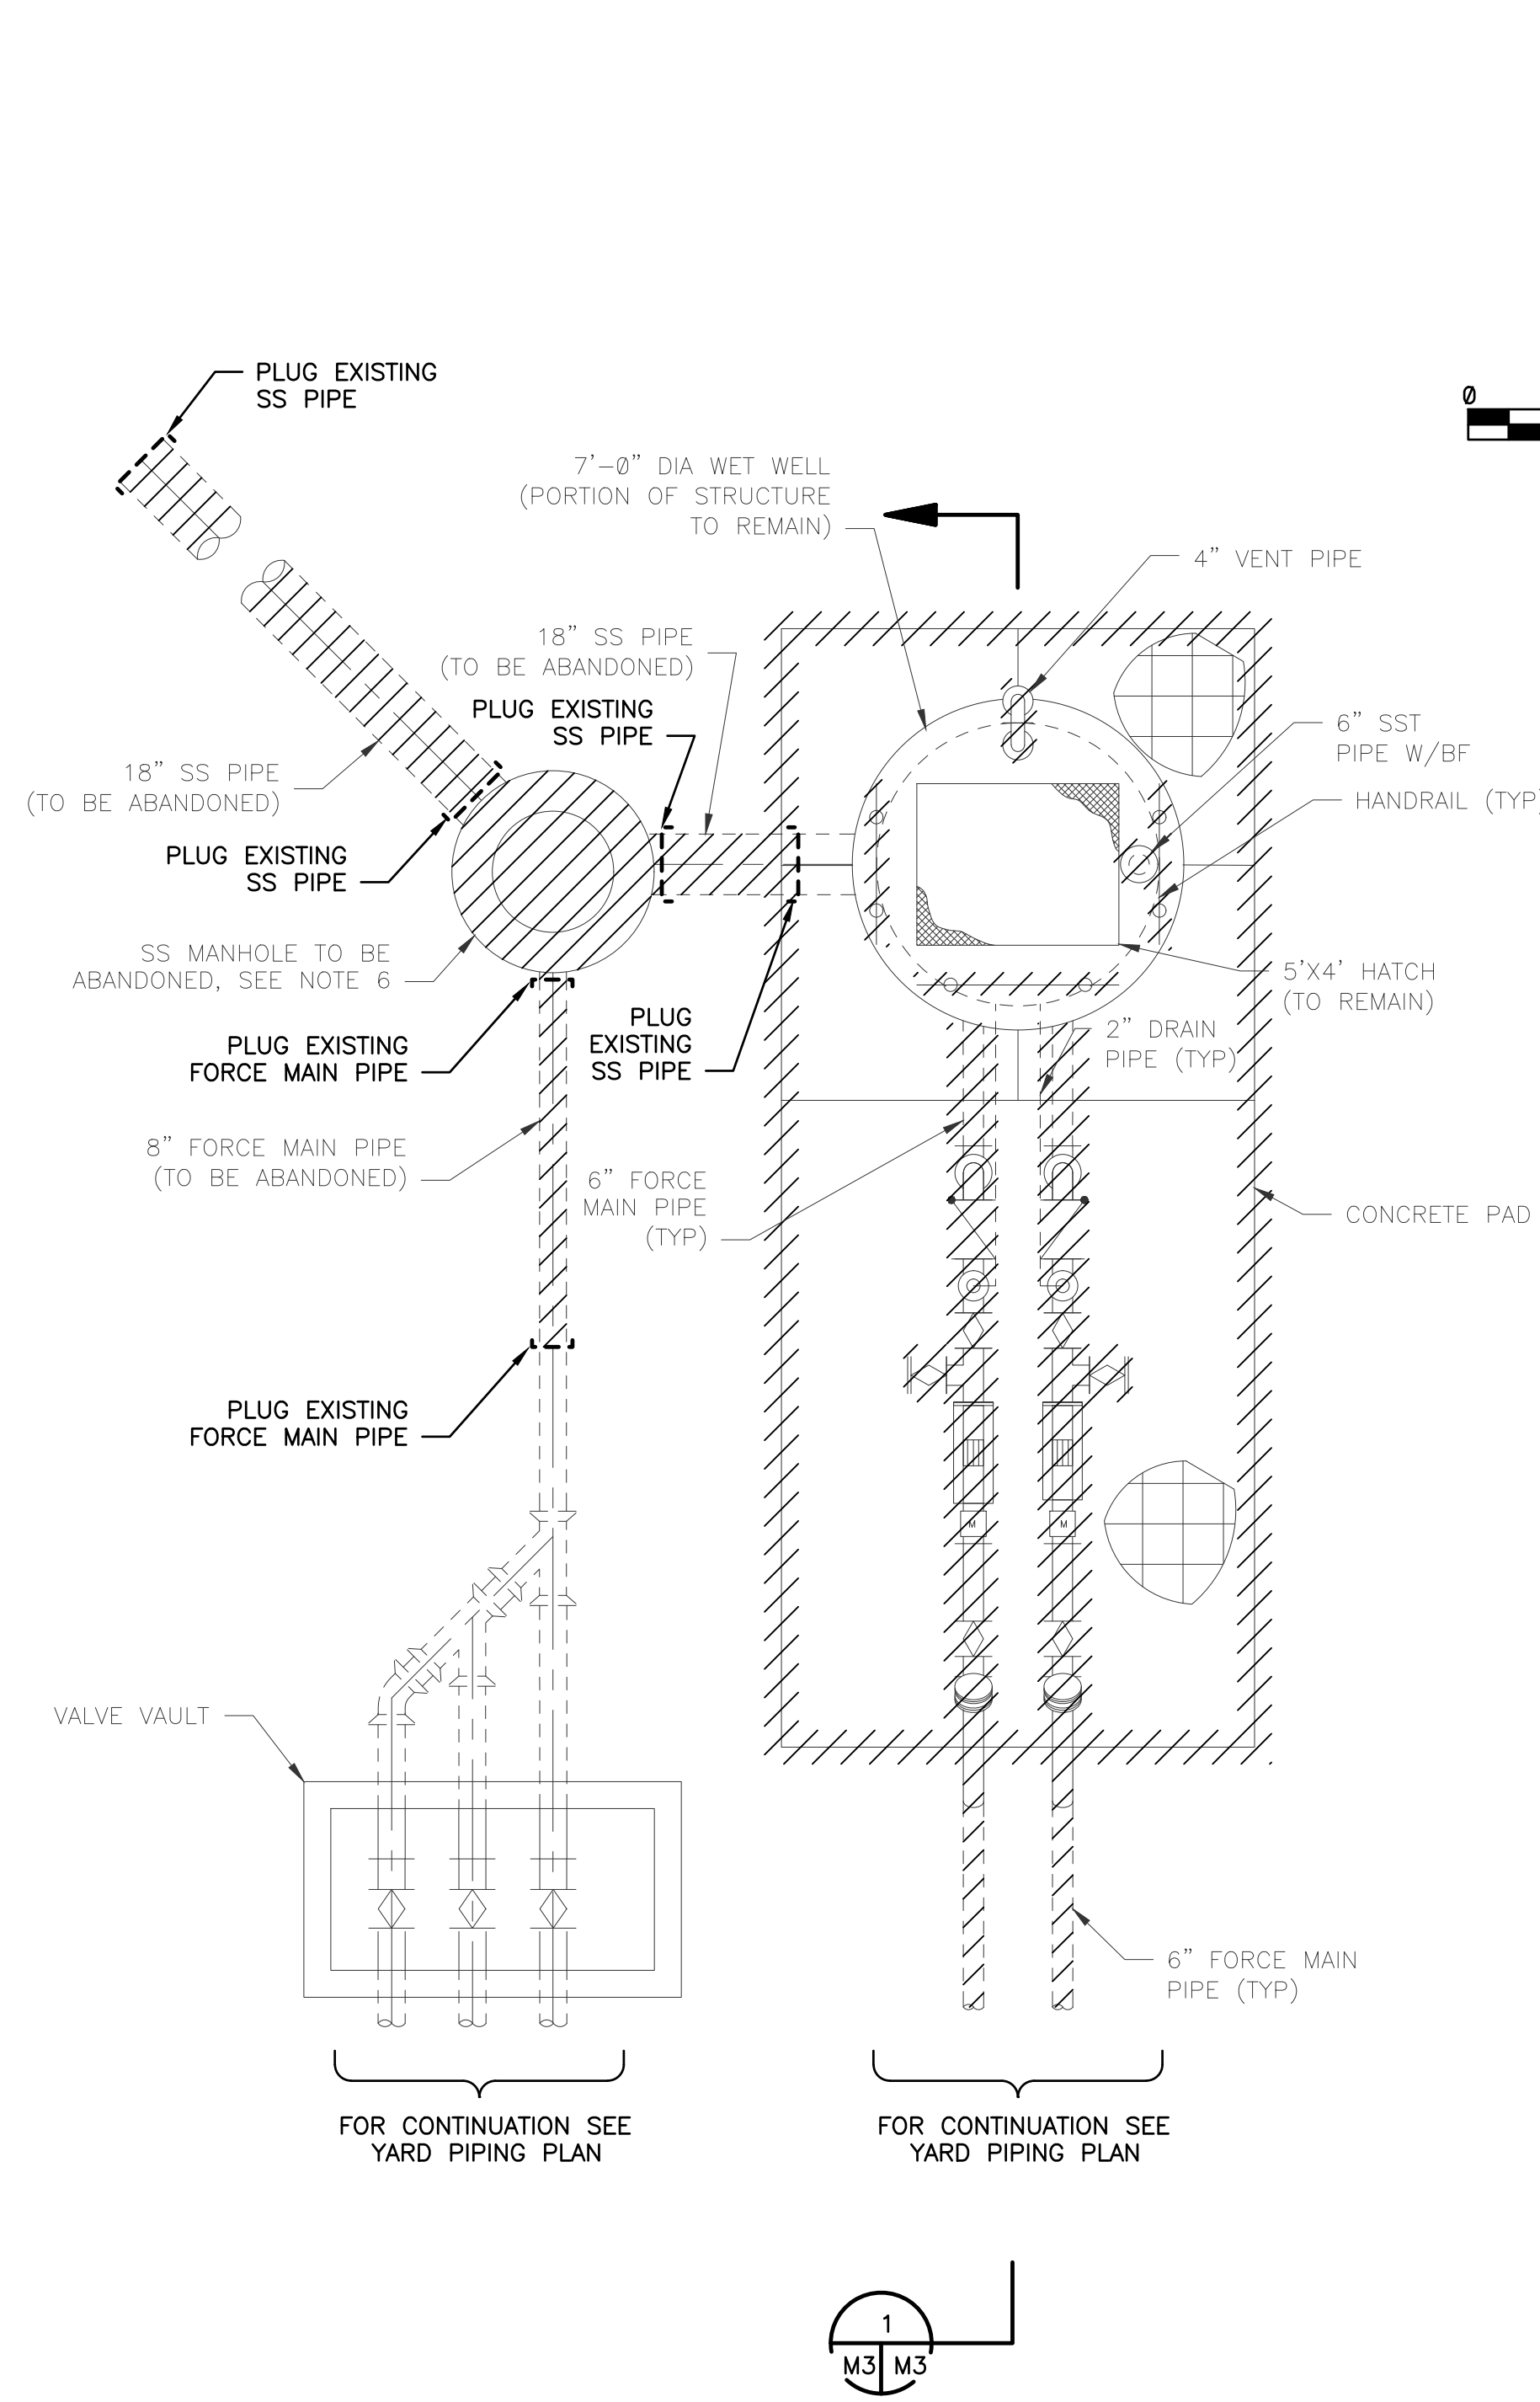 PLUG EXISTING
SS PIPE
Ø
7'-Ø" DIA WET WELL
(PORTION OF STRUCTURE
TO REMAIN)
4" VENT PIPE
18" SS PIPE
(TO BE ABANDONED)
PLUG EXISTING
SS PIPE
6" SST
PIPE W/BF
18" SS PIPE
(TO BE ABANDONED)
HANDRAIL (TYP)
PLUG EXISTING
SS PIPE
SS MANHOLE TO BE
ABANDONED, SEE NOTE 6
5'X4' HATCH
(TO REMAIN)
PLUG
EXISTING
SS PIPE
2" DRAIN
PIPE (TYP)
PLUG EXISTING
FORCE MAIN PIPE
8" FORCE MAIN PIPE
(TO BE ABANDONED)
6" FORCE
MAIN PIPE
(TYP)
CONCRETE PAD
PLUG EXISTING
FORCE MAIN PIPE
M
M
VALVE VAULT
6" FORCE MAIN
PIPE (TYP)
FOR CONTINUATION SEE
YARD PIPING PLAN
FOR CONTINUATION SEE
YARD PIPING PLAN
1
M3 M3